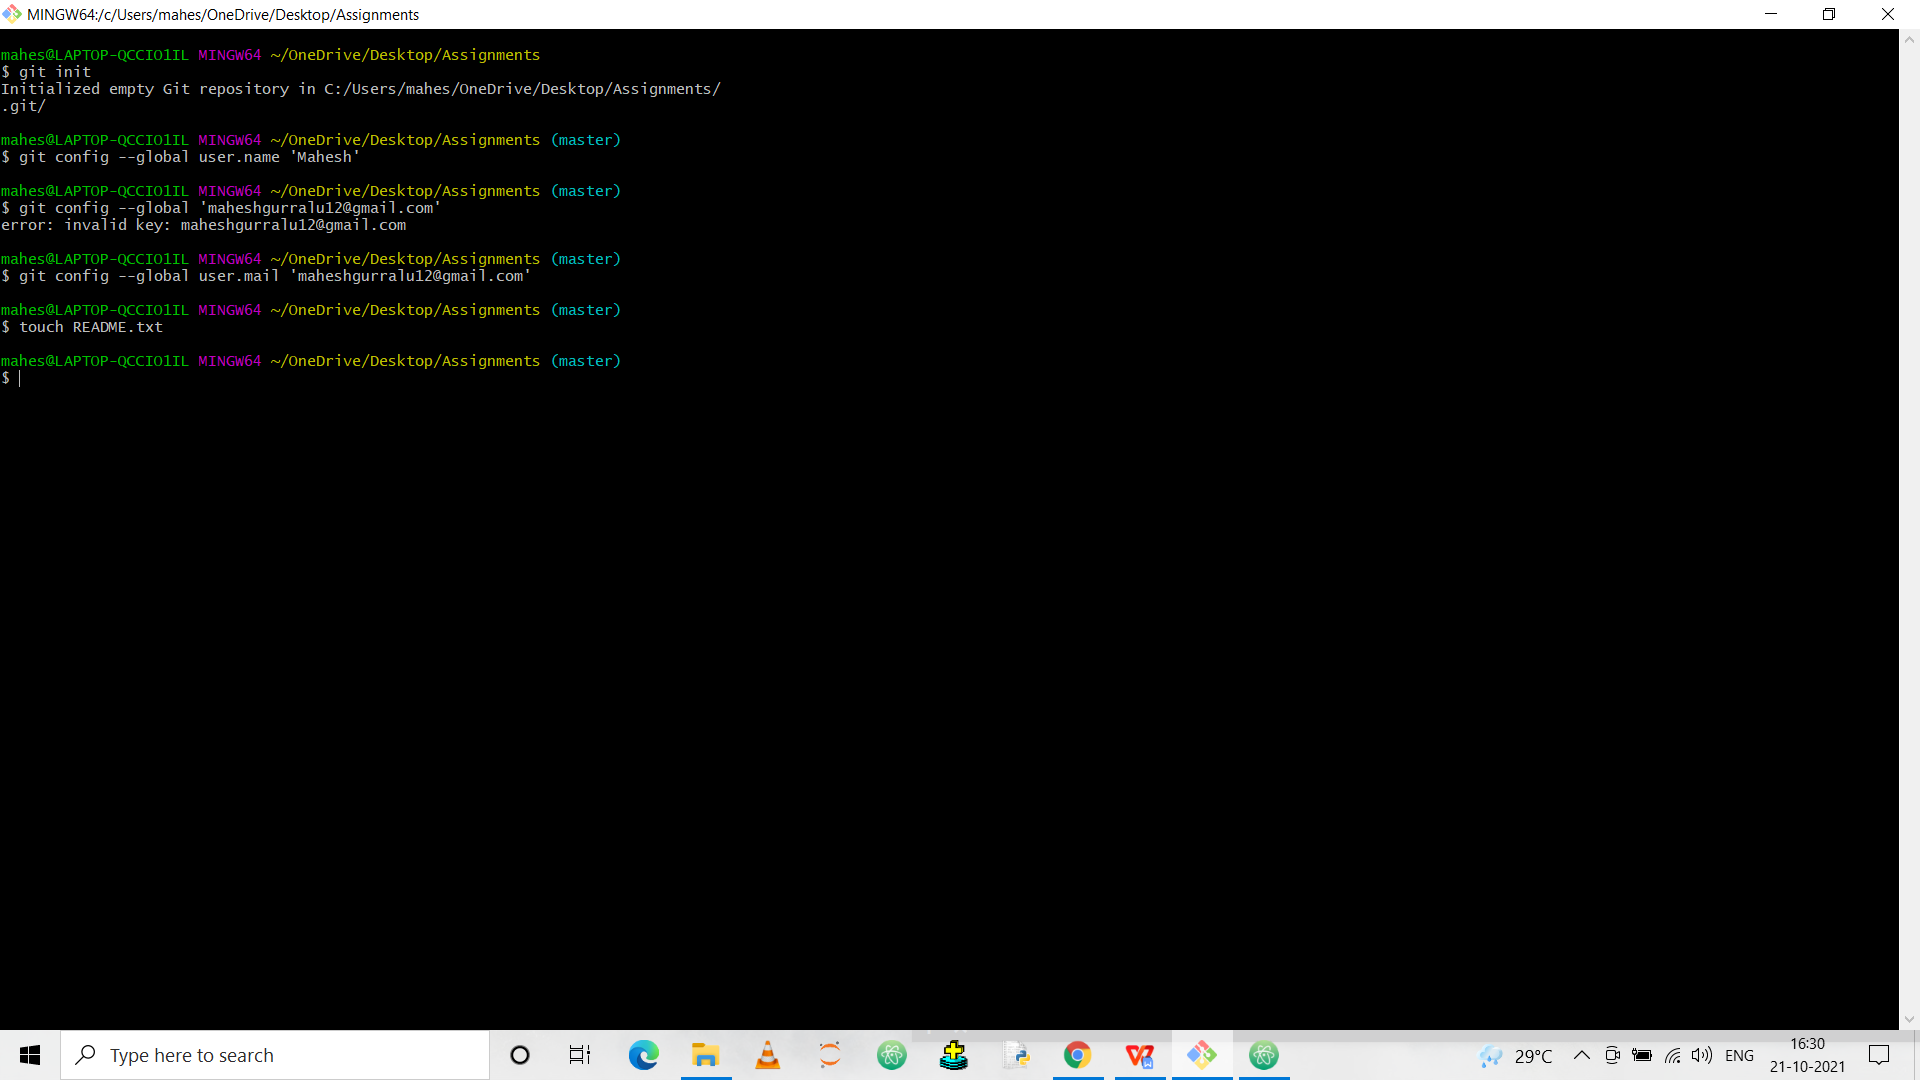 MINGW64:/c/Users/mahes/OneDrive/Desktop/Assignments
mahes@LAPTOP-QCCIO1IL MINGW64 ~/OneDrive/Desktop/Assignments
$ git init
Initialized empty Git repository in C:/Users/mahes/OneDrive/Desktop/Assignments/
.git/
mahes@LAPTOP-QCCIO1IL MINGW64 ~/OneDrive/Desktop/Assignments (master)
$ git config --global user.name 'Mahesh'
mahes@LAPTOP-QCCIO1IL MINGW64 ~/OneDrive/Desktop/Assignments (master)
$ git config --global 'maheshgurralu12@gmail.com'
error: invalid key: maheshgurralu12@gmail.com
mahes@LAPTOP-QCCIO1IL MINGW64 ~/OneDrive/Desktop/Assignments (master)
$ git config --global user.mail 'maheshgurralu12@gmail.com'
mahes@LAPTOP-QCCIO1IL MINGW64 ~/OneDrive/Desktop/Assignments (master)
$ touch README.txt
mahes@LAPTOP-QCCIO1IL MINGW64 ~/OneDrive/Desktop/Assignments (master)
$
Type here to search
29°C
ENG
16:30
21-10-2021